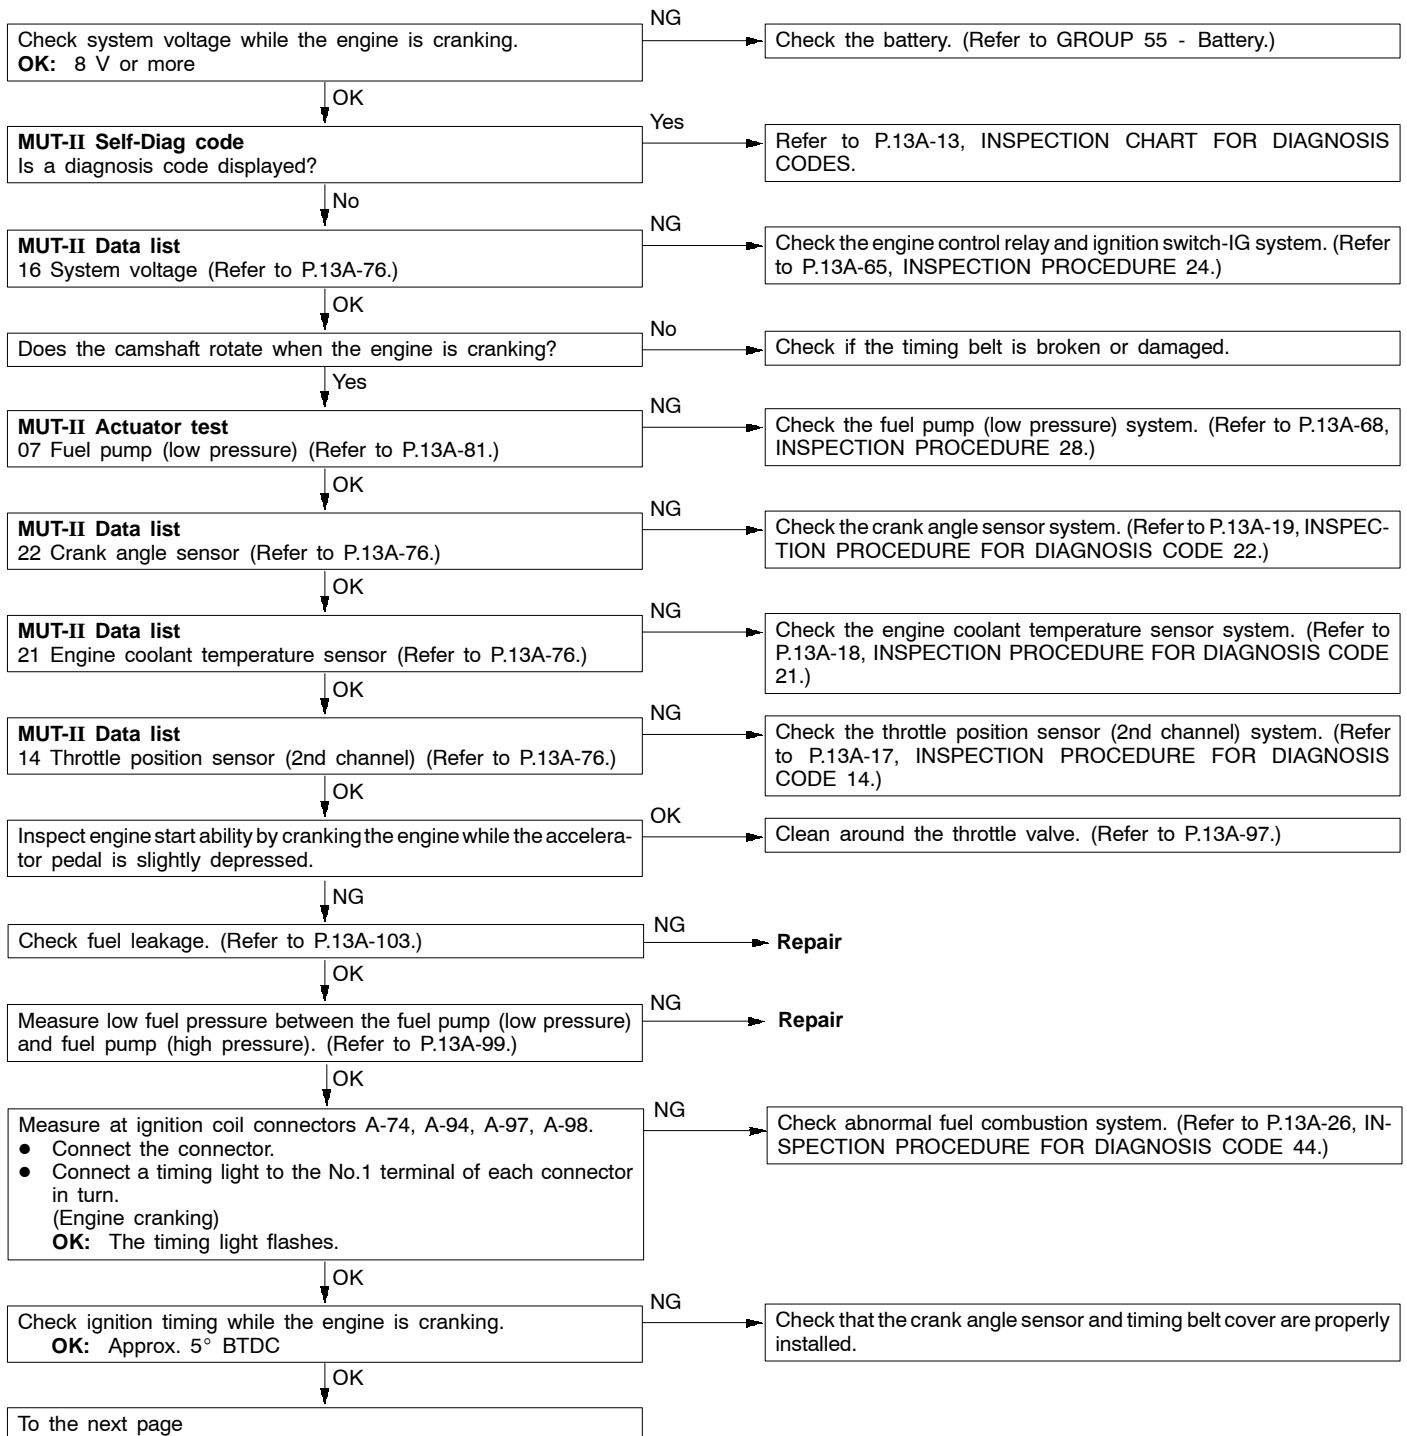 NG
Check system voltage while the engine is cranking.
OK: 8 V or more
Check the battery. (Refer to GROUP 55 - Battery.)
OK
MUT-II Self-Diag code
Is a diagnosis code displayed?
Yes
Refer to P.13A-13, INSPECTION CHART FOR DIAGNOSIS
CODES.
No
MUT-II Data list
16 System voltage (Refer to P.13A-76.)
NG
Check the engine control relay and ignition switch-IG system. (Refer
to P.13A-65, INSPECTION PROCEDURE 24.)
OK
Does the camshaft rotate when the engine is cranking?
No
Check if the timing belt is broken or damaged.
Yes
MUT-II Actuator test
07 Fuel pump (low pressure) (Refer to P.13A-81.)
NG
Check the fuel pump (low pressure) system. (Refer to P.13A-68,
INSPECTION PROCEDURE 28.)
OK
MUT-II Data list
22 Crank angle sensor (Refer to P.13A-76.)
NG
Check the crank angle sensor system. (Refer to P.13A-19, INSPEC-
TION PROCEDURE FOR DIAGNOSIS CODE 22.)
OK
MUT-II Data list
21 Engine coolant temperature sensor (Refer to P.13A-76.)
NG
Check the engine coolant temperature sensor system. (Refer to
P.13A-18, INSPECTION PROCEDURE FOR DIAGNOSIS CODE
21.)
OK
MUT-II Data list
14 Throttle position sensor (2nd channel) (Refer to P.13A-76.)
NG
Check the throttle position sensor (2nd channel) system. (Refer
to P.13A-17, INSPECTION PROCEDURE FOR DIAGNOSIS
CODE 14.)
OK
Inspect engine start ability by cranking the engine while the accelera-
tor pedal is slightly depressed.
OK
Clean around the throttle valve. (Refer to P.13A-97.)
NG
Check fuel leakage. (Refer to P.13A-103.)
NG
Repair
OK
Measure low fuel pressure between the fuel pump (low pressure)
and fuel pump (high pressure). (Refer to P.13A-99.)
NG
Repair
OK
Measure at ignition coil connectors A-74, A-94, A-97, A-98.
● Connect the connector.
● Connect a timing light to the No.1 terminal of each connector
in turn.
(Engine cranking)
OK: The timing light flashes.
NG
Check abnormal fuel combustion system. (Refer to P.13A-26, IN-
SPECTION PROCEDURE FOR DIAGNOSIS CODE 44.)
OK
Check ignition timing while the engine is cranking.
OK: Approx. 5° BTDC
NG
Check that the crank angle sensor and timing belt cover are properly
installed.
OK
To the next page